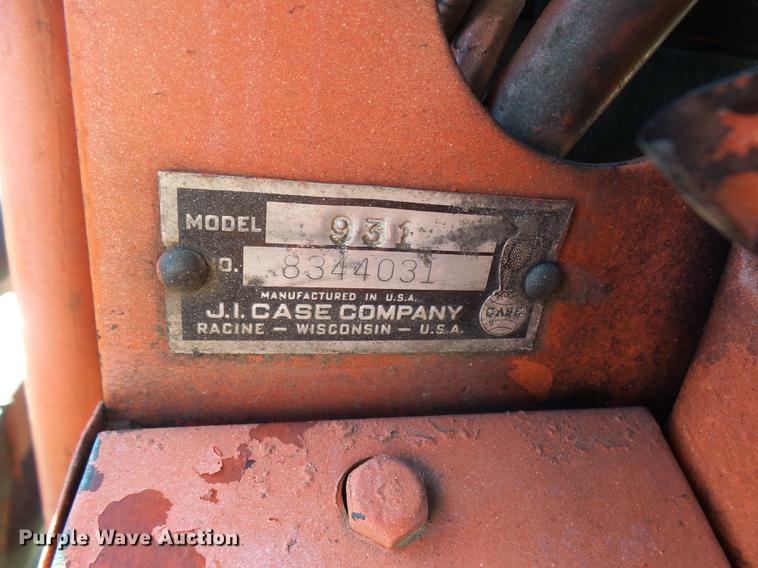 MODEL 931
NO. 8344031
MANUFACTURED IN U.S.A.
J.I. CASE COMPANY
RACINE — WISCONSIN — U.S.A.
CASE
Purple Wave Auction